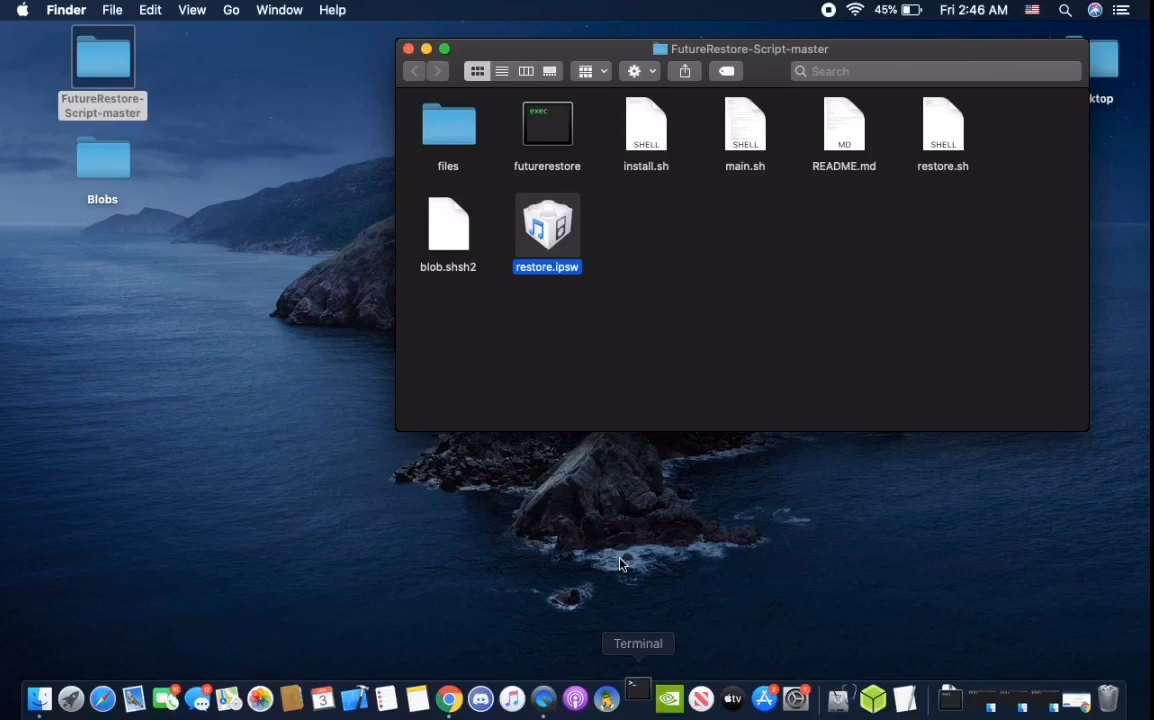 Finder File Edit View Go Window Help 45% Fri 2:46 AM
FutureRestore-Script-master
Search
FutureRestore-
Script-master
Blobs
ktop
exec
SHELL
SHELL
MD
SHELL
files
futurerestore
install.sh
main.sh
README.md
restore.sh
blob.shsh2
restore.ipsw
Terminal
3
tv